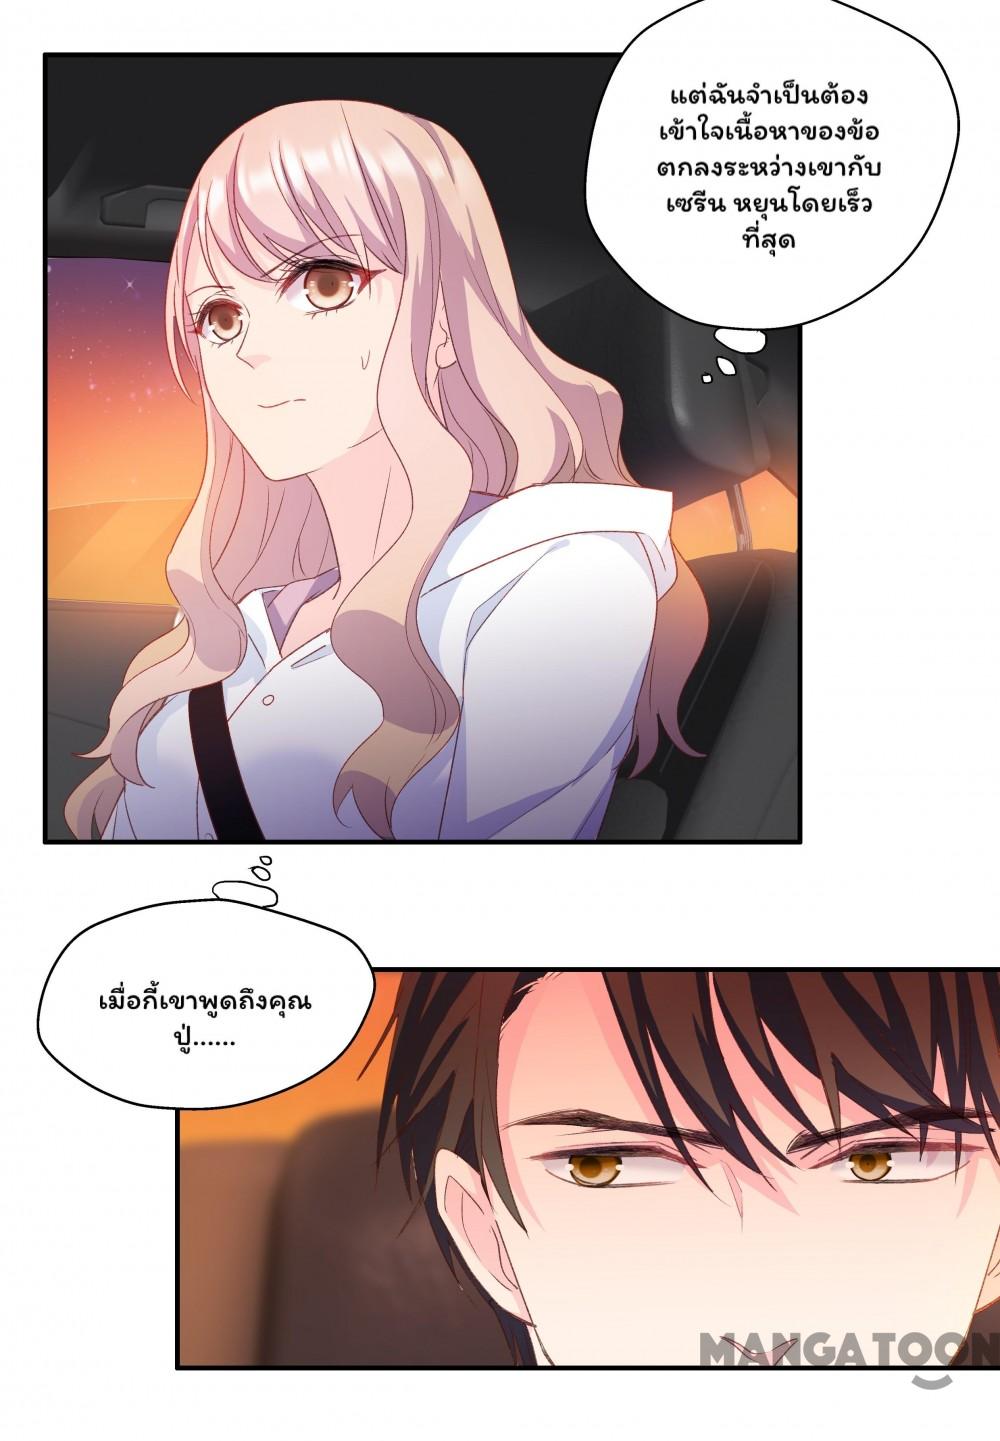 แต่ฉันจำเป็นต้อง
เข้าใจเนื้อหาของข้อ
ตกลงระหว่างเขากับ
เซรีน หยุนโดยเร็ว
ที่สุด
เมื่อกี้เขาพูดถึงคุณ
ปู่......
MANGATOON